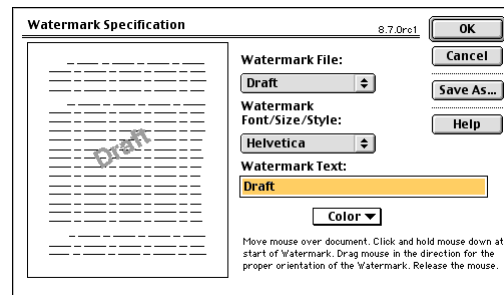 Watermark Specification 8.7.0rc1
OK
Cancel
Save As...
Help
Watermark File:
Draft
Watermark
Font/Size/Style:
Helvetica
Watermark Text:
Draft
Color
Draft
Move mouse over document. Click and hold mouse down at
start of Watermark. Drag mouse in the direction for the
proper orientation of the Watermark. Release the mouse.